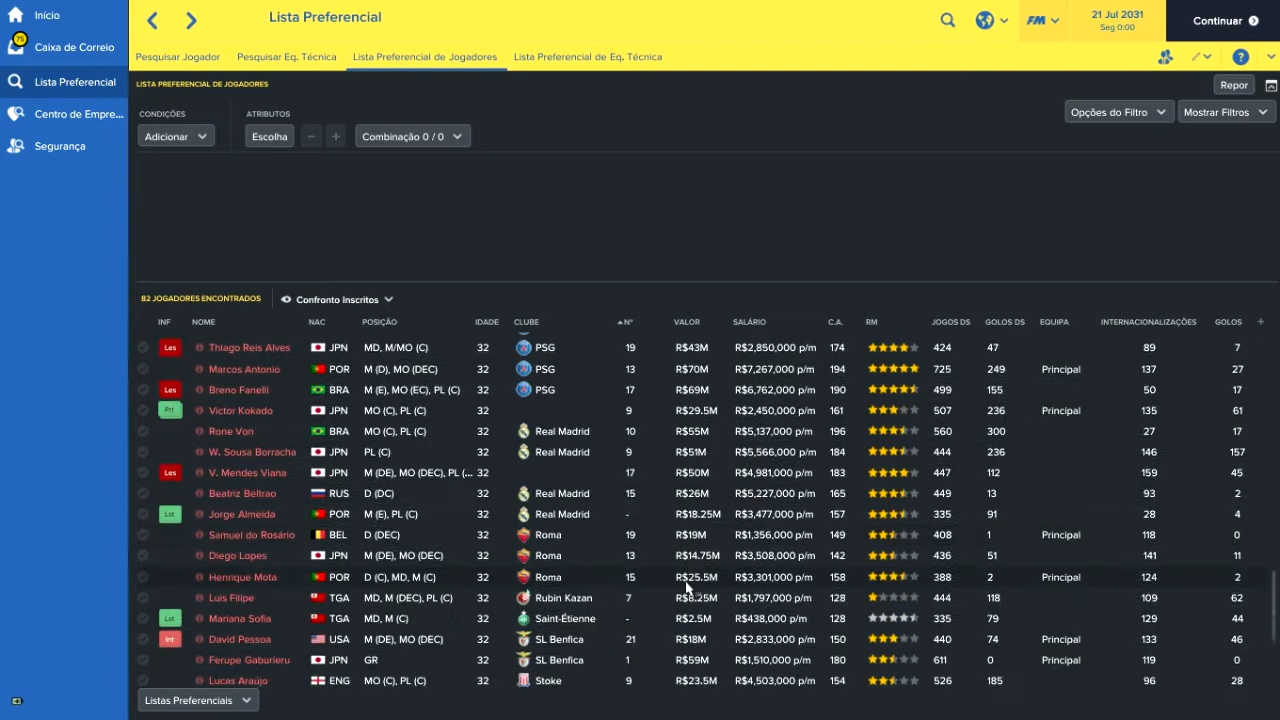 Início
Caixa de Correio
75
Lista Preferencial
Centro de Empre...
Segurança
Lista Preferencial
FM
21 Jul 2031
Seg 0:00
Continuar
Pesquisar Jogador
Pesquisar Eq. Técnica
Lista Preferencial de Jogadores
Lista Preferencial de Eq. Técnica
?
LISTA PREFERENCIAL DE JOGADORES
Repor
CONDIÇÕES
ATRIBUTOS
Adicionar
Escolha
Combinação 0 / 0
Opções do Filtro
Mostrar Filtros
82 JOGADORES ENCONTRADOS
Confronto Inscritos
INF NOME NAC POSIÇÃO IDADE CLUBE Nº VALOR SALÁRIO C.A. RM JOGOS DS GOLOS DS EQUIPA INTERNACIONALIZAÇÕES GOLOS +
Les Thiago Reis Alves JPN MD, M/MO (C) 32 PSG 19 R$43M R$2,850,000 p/m 174 424 47 89 7
Marcos Antonio POR M (D), MO (DEC) 32 PSG 13 R$70M R$7,267,000 p/m 194 725 249 Principal 137 27
Les Breno Fanelli BRA M (E), MO (EC), PL (C) 32 PSG 17 R$69M R$6,762,000 p/m 190 499 155 50 17
Prt Victor Kokado JPN MO (C), PL (C) 32 9 R$29.5M R$2,450,000 p/m 161 507 236 Principal 135 61
Rone Von BRA MO (C), PL (C) 32 Real Madrid 10 R$55M R$5,137,000 p/m 196 560 300 27 17
W. Sousa Borracha JPN PL (C) 32 Real Madrid 9 R$51M R$5,566,000 p/m 184 444 236 146 157
Les V. Mendes Viana JPN M (DE), MO (DEC), PL (... 32 17 R$50M R$4,981,000 p/m 183 447 112 159 45
Beatriz Beltrao RUS D (DC) 32 Real Madrid 15 R$26M R$5,227,000 p/m 165 449 13 93 2
Lst Jorge Almeida POR M (E), PL (C) 32 Real Madrid - R$18.25M R$3,477,000 p/m 157 335 91 28 4
Samuel do Rosário BEL D (DEC) 32 Roma 19 R$19M R$1,356,000 p/m 149 408 1 Principal 118 0
Diego Lopes JPN M (DE), MO (DEC) 32 Roma 13 R$14.75M R$3,508,000 p/m 142 436 51 141 11
Henrique Mota POR D (C), MD, M (C) 32 Roma 15 R$25.5M R$3,301,000 p/m 158 388 2 Principal 124 2
Luis Filipe TGA MD, M (DEC), PL (C) 32 Rubin Kazan 7 R$8.25M R$1,797,000 p/m 128 444 118 109 62
Lst Mariana Sofia TGA MD, M (C) 32 Saint-Étienne - R$2.5M R$438,000 p/m 128 335 79 129 44
Int David Pessoa USA M (DE), MO (DEC) 32 SL Benfica 21 R$18M R$2,833,000 p/m 150 440 74 Principal 133 46
Ferupe Gaburieru JPN GR 32 SL Benfica 1 R$59M R$1,510,000 p/m 180 611 0 Principal 119 0
Lucas Araújo ENG MO (C), PL (C) 32 Stoke 9 R$23.5M R$4,503,000 p/m 154 526 185 96 28
Listas Preferenciais